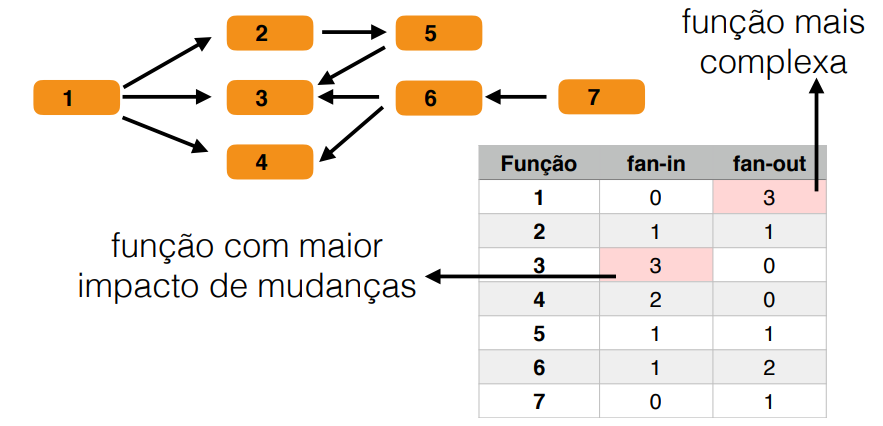 função mais
complexa
2 5
1 3 6 7
4
Função fan-in fan-out
1 0 3
2 1 1
3 3 0
4 2 0
5 1 1
6 1 2
7 0 1
função com maior
impacto de mudanças